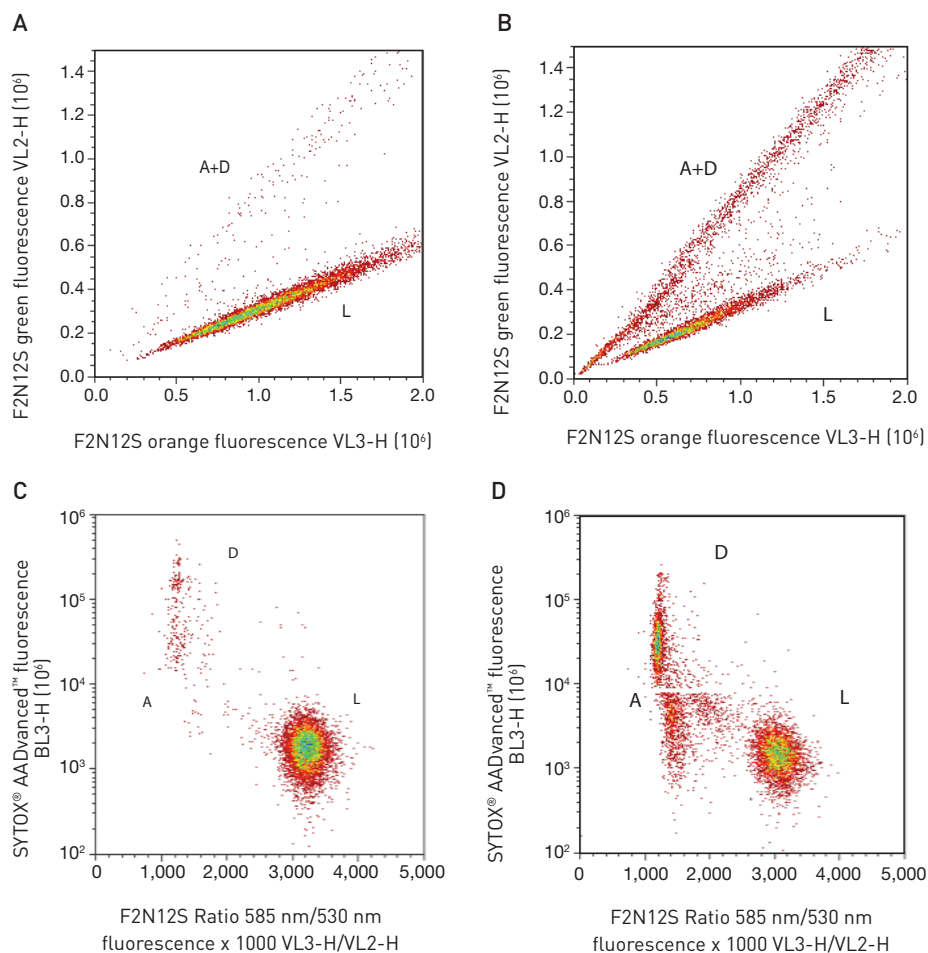 A
F2N12S green fluorescence VL2-H (10⁶)
1.4
1.2
1.0
0.8
0.6
0.4
0.2
0.0
A+D
L
0.0 0.5 1.0 1.5 2.0
F2N12S orange fluorescence VL3-H (10⁶)
B
F2N12S green fluorescence VL2-H (10⁶)
1.4
1.2
1.0
0.8
0.6
0.4
0.2
0.0
A+D
L
0.0 0.5 1.0 1.5 2.0
F2N12S orange fluorescence VL3-H (10⁶)
C
SYTOX® AADvanced™ fluorescence
BL3-H (10⁶)
10⁶
10⁵
10⁴
10³
10²
D
A
L
0 1,000 2,000 3,000 4,000 5,000
F2N12S Ratio 585 nm/530 nm
fluorescence x 1000 VL3-H/VL2-H
D
SYTOX® AADvanced™ fluorescence
BL3-H (10⁶)
10⁶
10⁵
10⁴
10³
10²
D
A
L
0 1,000 2,000 3,000 4,000 5,000
F2N12S Ratio 585 nm/530 nm
fluorescence x 1000 VL3-H/VL2-H